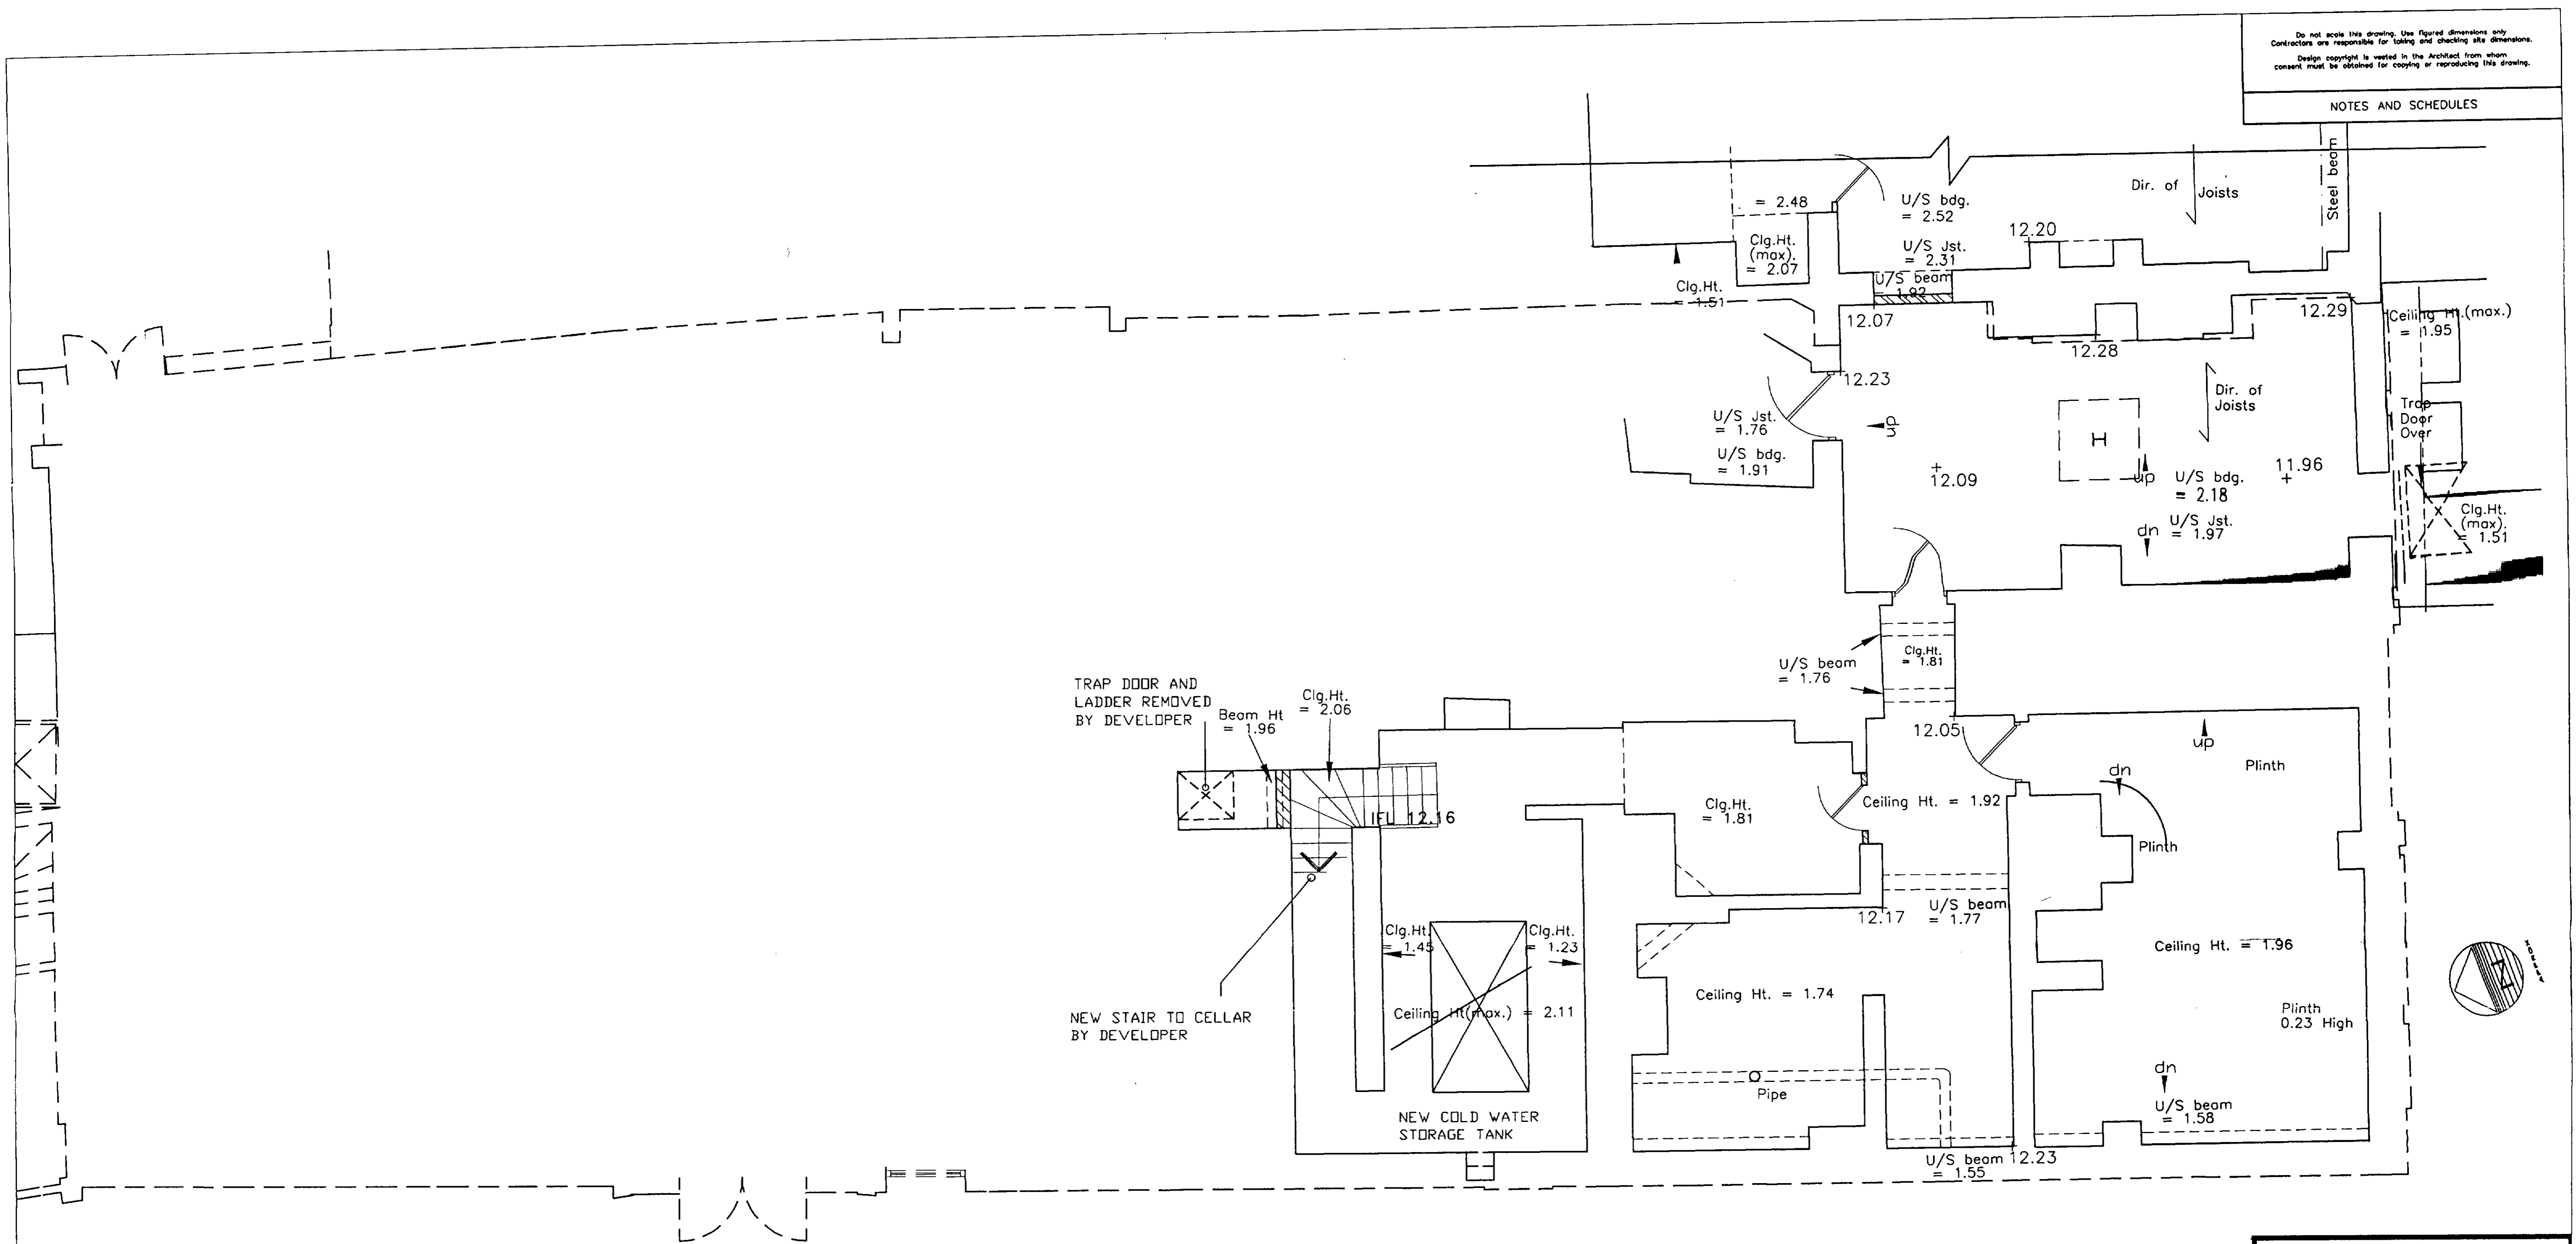 Do not scale this drawing. Use figured dimensions only
Contractors are responsible for taking and checking site dimensions.
Design copyright is vested in the Architect from whom
consent must be obtained for copying or reproducing this drawing.
NOTES AND SCHEDULES
Steel beam
Dir. of
Joists
= 2.48
U/S bdg.
= 2.52
12.20
Clg.Ht.
(max).
= 2.07
U/S Jst.
= 2.31
U/S beam
1.92
Clg.Ht.
= 1.51
12.07
12.29
Ceiling Ht.(max.)
= 1.95
12.28
12.23
Dir. of
Joists
Trap
Door
Over
U/S Jst.
= 1.76
up
H
U/S bdg.
= 1.91
12.09
up
U/S bdg.
= 2.18
11.96
U/S Jst.
= 1.97
dn
X
Clg.Ht.
(max).
= 1.51
U/S beam
= 1.76
Clg.Ht.
= 1.81
TRAP DOOR AND
LADDER REMOVED
BY DEVELOPER
Beam Ht
= 1.96
Clg.Ht.
= 2.06
12.05
up
Plinth
dn
IFL 12.16
Clg.Ht.
= 1.81
Ceiling Ht. = 1.92
Plinth
12.17
U/S beam
= 1.77
Clg.Ht.
= 1.45
Clg.Ht.
= 1.23
Ceiling Ht. = 1.96
APPROX
Ceiling Ht. = 1.74
Ceiling Ht(max.) = 2.11
Plinth
0.23 High
NEW STAIR TO CELLAR
BY DEVELOPER
Pipe
dn
U/S beam
= 1.58
NEW COLD WATER
STORAGE TANK
U/S beam
= 1.55
12.23